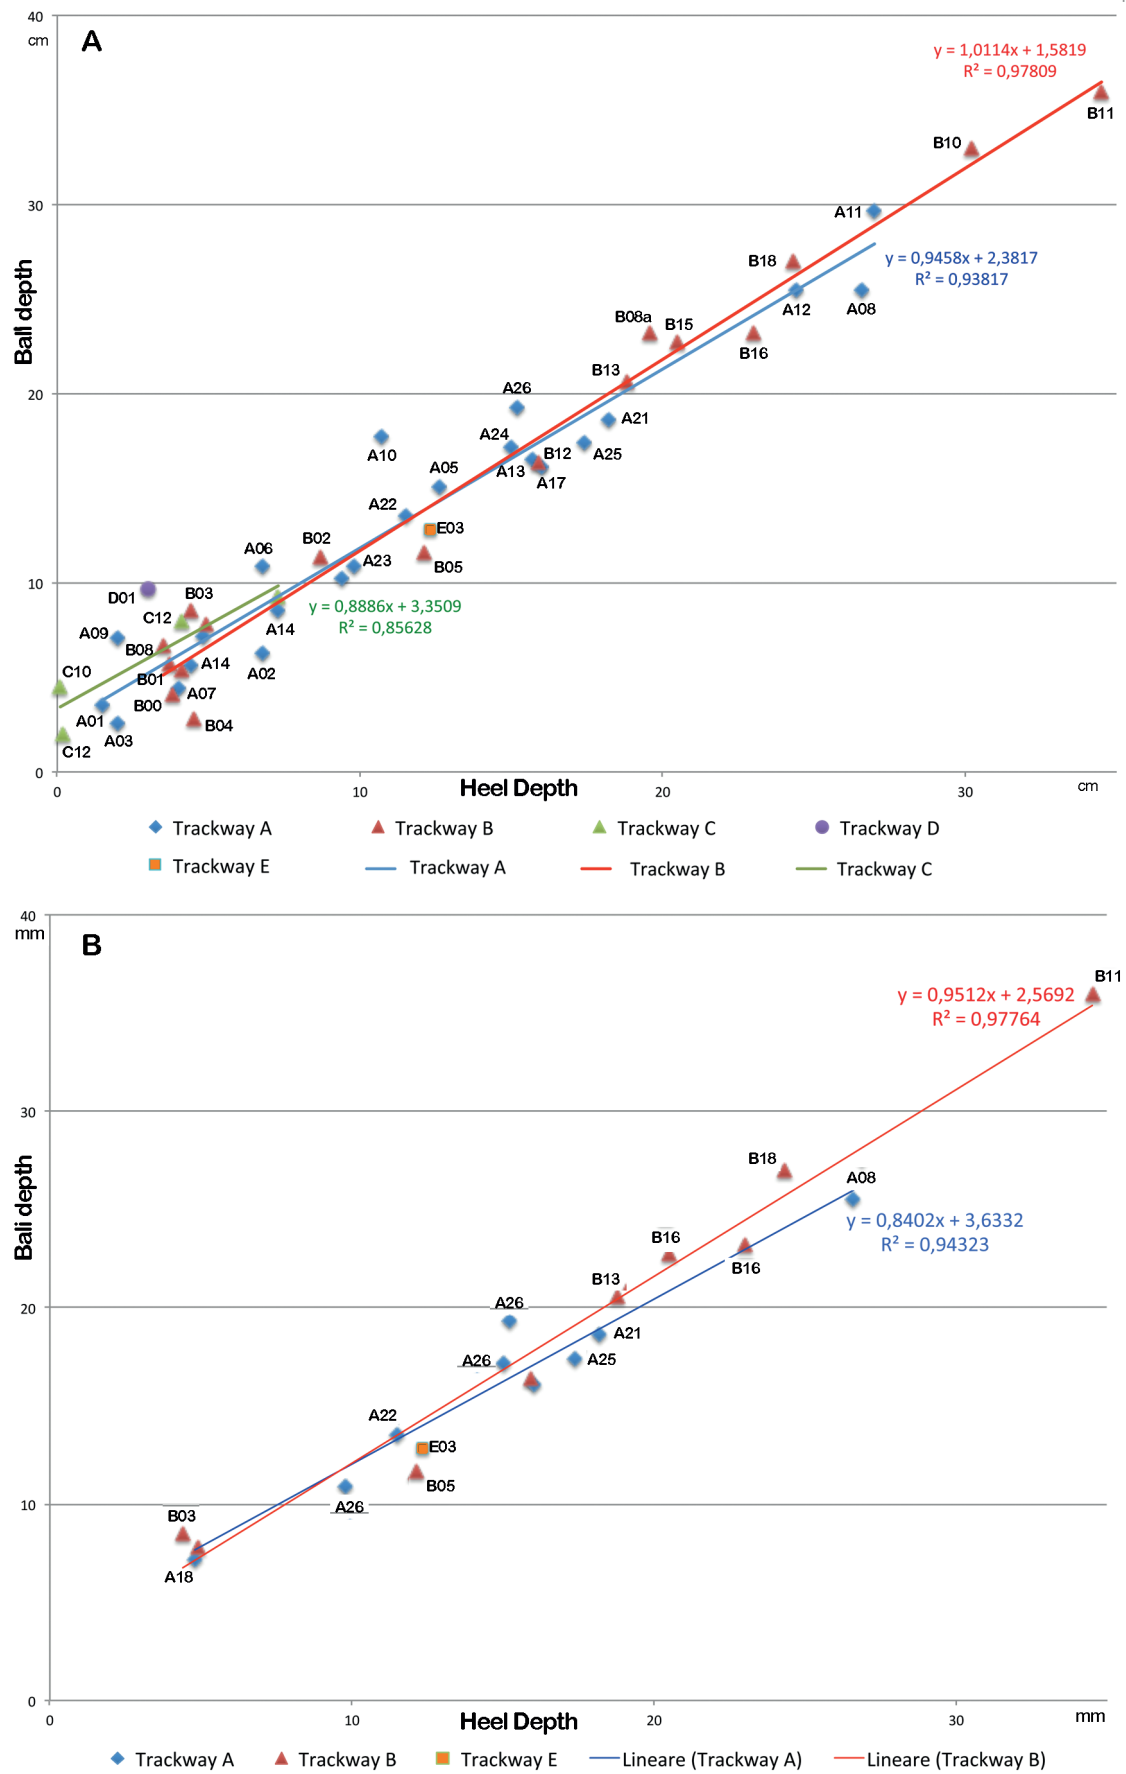 40
cm
A
y = 1,0114x + 1,5819
R² = 0,97809
B11
B10
30
A11
y = 0,9458x + 2,3817
R² = 0,93817
B18
A12
A08
Ball depth
B08a
B15
B16
B13
20
A26
A21
A24
A10
B12
A25
A13
A17
A05
A22
E03
B02
A06
A23
B05
10
D01
B03
y = 0,8886x + 3,3509
R² = 0,85628
C12
A14
A09
B08
A14
C10
A02
B01
A07
B00
A01
B04
A03
C12
0
0
10
Heel Depth
20
30
cm
Trackway A
Trackway B
Trackway C
Trackway D
Trackway E
Trackway A
Trackway B
Trackway C
40
mm
B
B11
y = 0,9512x + 2,5692
R² = 0,97764
30
B18
A08
Bali depth
y = 0,8402x + 3,6332
R² = 0,94323
B16
B16
B13
20
A26
A21
A26
A25
A22
E03
B05
10
A26
B03
A18
0
0
10
Heel Depth
20
30
mm
Trackway A
Trackway B
Trackway E
Lineare (Trackway A)
Lineare (Trackway B)